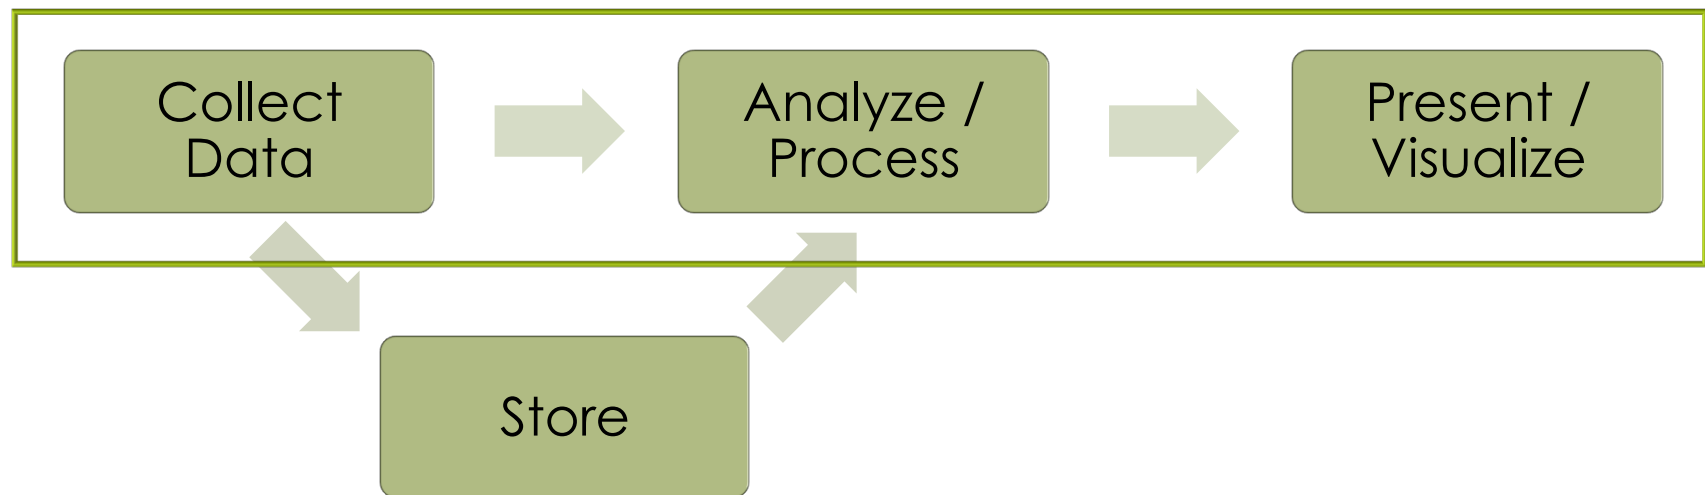 Collect
Data
Analyze /
Process
Present /
Visualize
Store